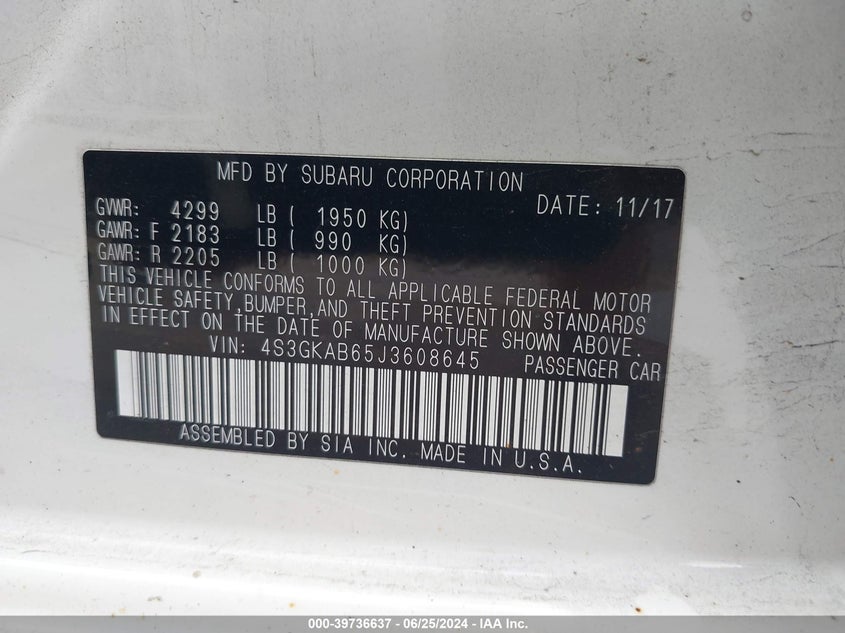 MFD BY SUBARU CORPORATION
DATE: 11/17
GVWR: 4299 LB ( 1950 KG)
GAWR: F 2183 LB ( 990 KG)
GAWR: R 2205 LB ( 1000 KG)
THIS VEHICLE CONFORMS TO ALL APPLICABLE FEDERAL MOTOR
VEHICLE SAFETY,BUMPER,AND THEFT PREVENTION STANDARDS
IN EFFECT ON THE DATE OF MANUFACTURE SHOWN ABOVE.
VIN: 4S3GKAB65J3608645 PASSENGER CAR
ASSEMBLED BY SIA INC. MADE IN U.S.A.
000-39736637 - 06/25/2024 - IAA Inc.